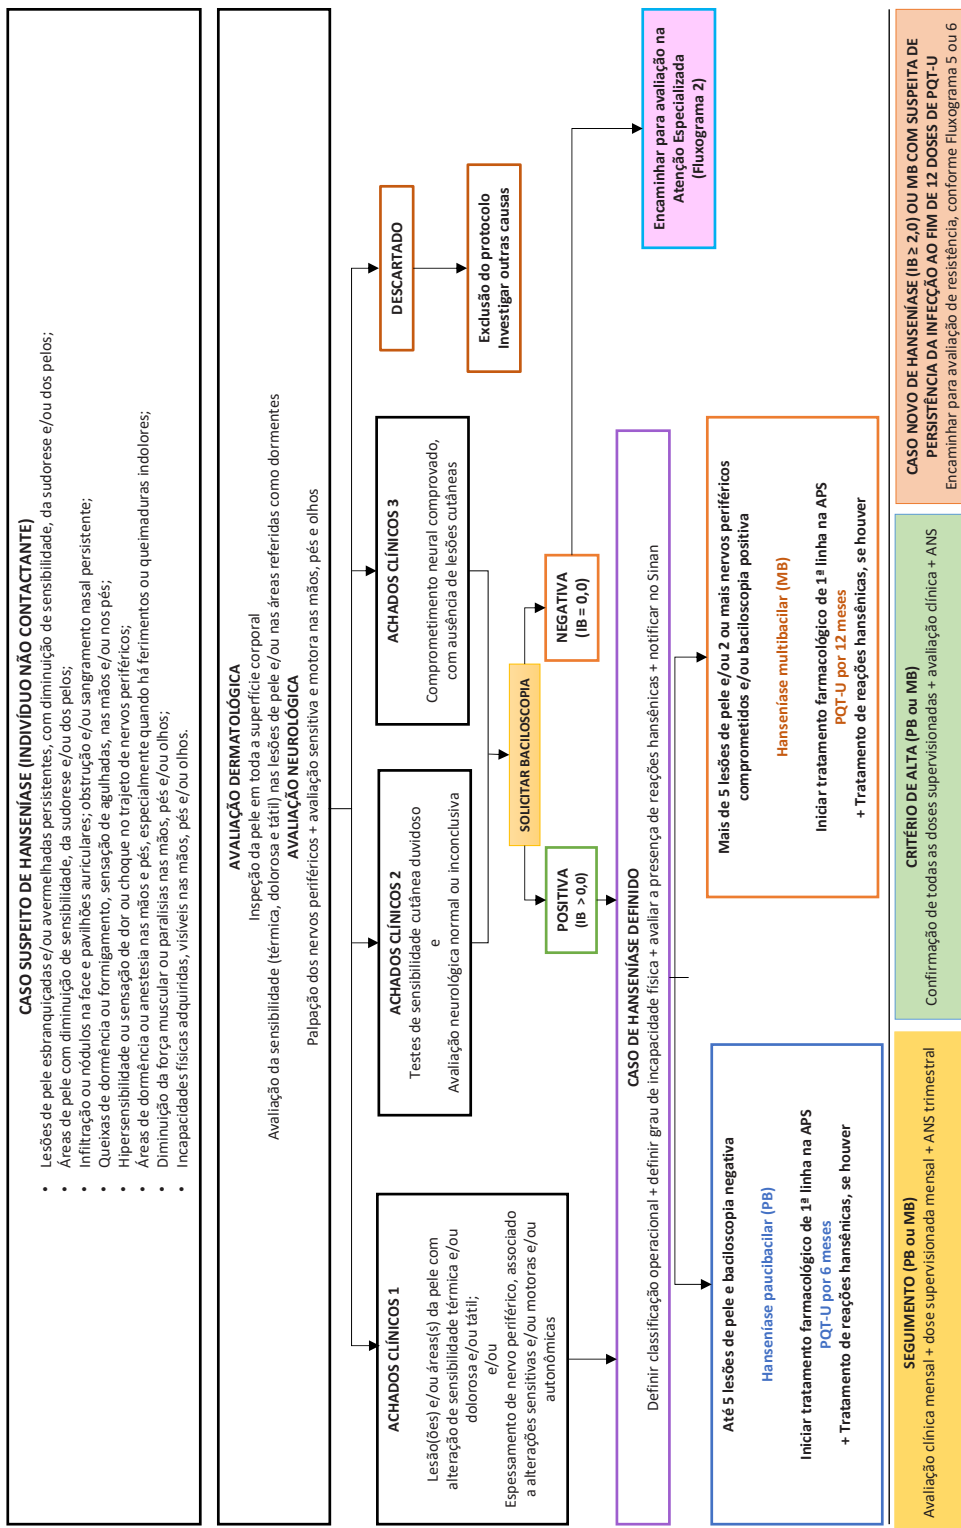 CASO SUSPEITO DE HANSENÍASE (INDIVÍDUO NÃO CONTACTANTE)
• Lesões de pele esbranquiçadas e/ou avermelhadas persistentes, com diminuição de sensibilidade, da sudorese e/ou dos pelos;
• Áreas de pele com diminuição de sensibilidade, da sudorese e/ou dos pelos;
• Infiltração ou nódulos na face e pavilhões auriculares; obstrução e/ou sangramento nasal persistente;
• Queixas de dormência ou formigamento, sensação de agulhadas, nas mãos e/ou nos pés;
• Hipersensibilidade ou sensação de dor ou choque no trajeto de nervos periféricos;
• Áreas de dormência ou anestesia nas mãos e pés, especialmente quando há ferimentos ou queimaduras indolores;
• Diminuição da força muscular ou paralisias nas mãos, pés e/ou olhos;
• Incapacidades físicas adquiridas, visíveis nas mãos, pés e/ou olhos.
AVALIAÇÃO DERMATOLÓGICA
Inspeção da pele em toda a superfície corporal
Avaliação da sensibilidade (térmica, dolorosa e tátil) nas lesões de pele e/ou nas áreas referidas como dormentes
AVALIAÇÃO NEUROLÓGICA
Palpação dos nervos periféricos + avaliação sensitiva e motora nas mãos, pés e olhos
ACHADOS CLÍNICOS 1
Lesão(ões) e/ou áreas(s) da pele com
alteração de sensibilidade térmica e/ou
dolorosa e/ou tátil;
e/ou
Espessamento de nervo periférico, associado
a alterações sensitivas e/ou motoras e/ou
autonômicas
ACHADOS CLÍNICOS 2
Testes de sensibilidade cutânea duvidoso
e
Avaliação neurológica normal ou inconclusiva
ACHADOS CLÍNICOS 3
Comprometimento neural comprovado,
com ausência de lesões cutâneas
DESCARTADO
Exclusão do protocolo
Investigar outras causas
SOLICITAR BACILOSCOPIA
POSITIVA
(IB > 0,0)
NEGATIVA
(IB = 0,0)
Encaminhar para avaliação na
Atenção Especializada
(Fluxograma 2)
CASO DE HANSENÍASE DEFINIDO
Definir classificação operacional + definir grau de incapacidade física + avaliar a presença de reações hansênicas + notificar no Sinan
Até 5 lesões de pele e baciloscopia negativa
Hanseníase paucibacilar (PB)
Iniciar tratamento farmacológico de 1ª linha na APS
PQT-U por 6 meses
+ Tratamento de reações hansênicas, se houver
Mais de 5 lesões de pele e/ou 2 ou mais nervos periféricos
comprometidos e/ou baciloscopia positiva
Hanseníase multibacilar (MB)
Iniciar tratamento farmacológico de 1ª linha na APS
PQT-U por 12 meses
+ Tratamento de reações hansênicas, se houver
SEGUIMENTO (PB ou MB)
Avaliação clínica mensal + dose supervisionada mensal + ANS trimestral
CRITÉRIO DE ALTA (PB ou MB)
Confirmação de todas as doses supervisionadas + avaliação clínica + ANS
CASO NOVO DE HANSENÍASE (IB ≥ 2,0) OU MB COM SUSPEITA DE
PERSISTÊNCIA DA INFECÇÃO AO FIM DE 12 DOSES DE PQT-U
Encaminhar para avaliação de resistência, conforme Fluxograma 5 ou 6